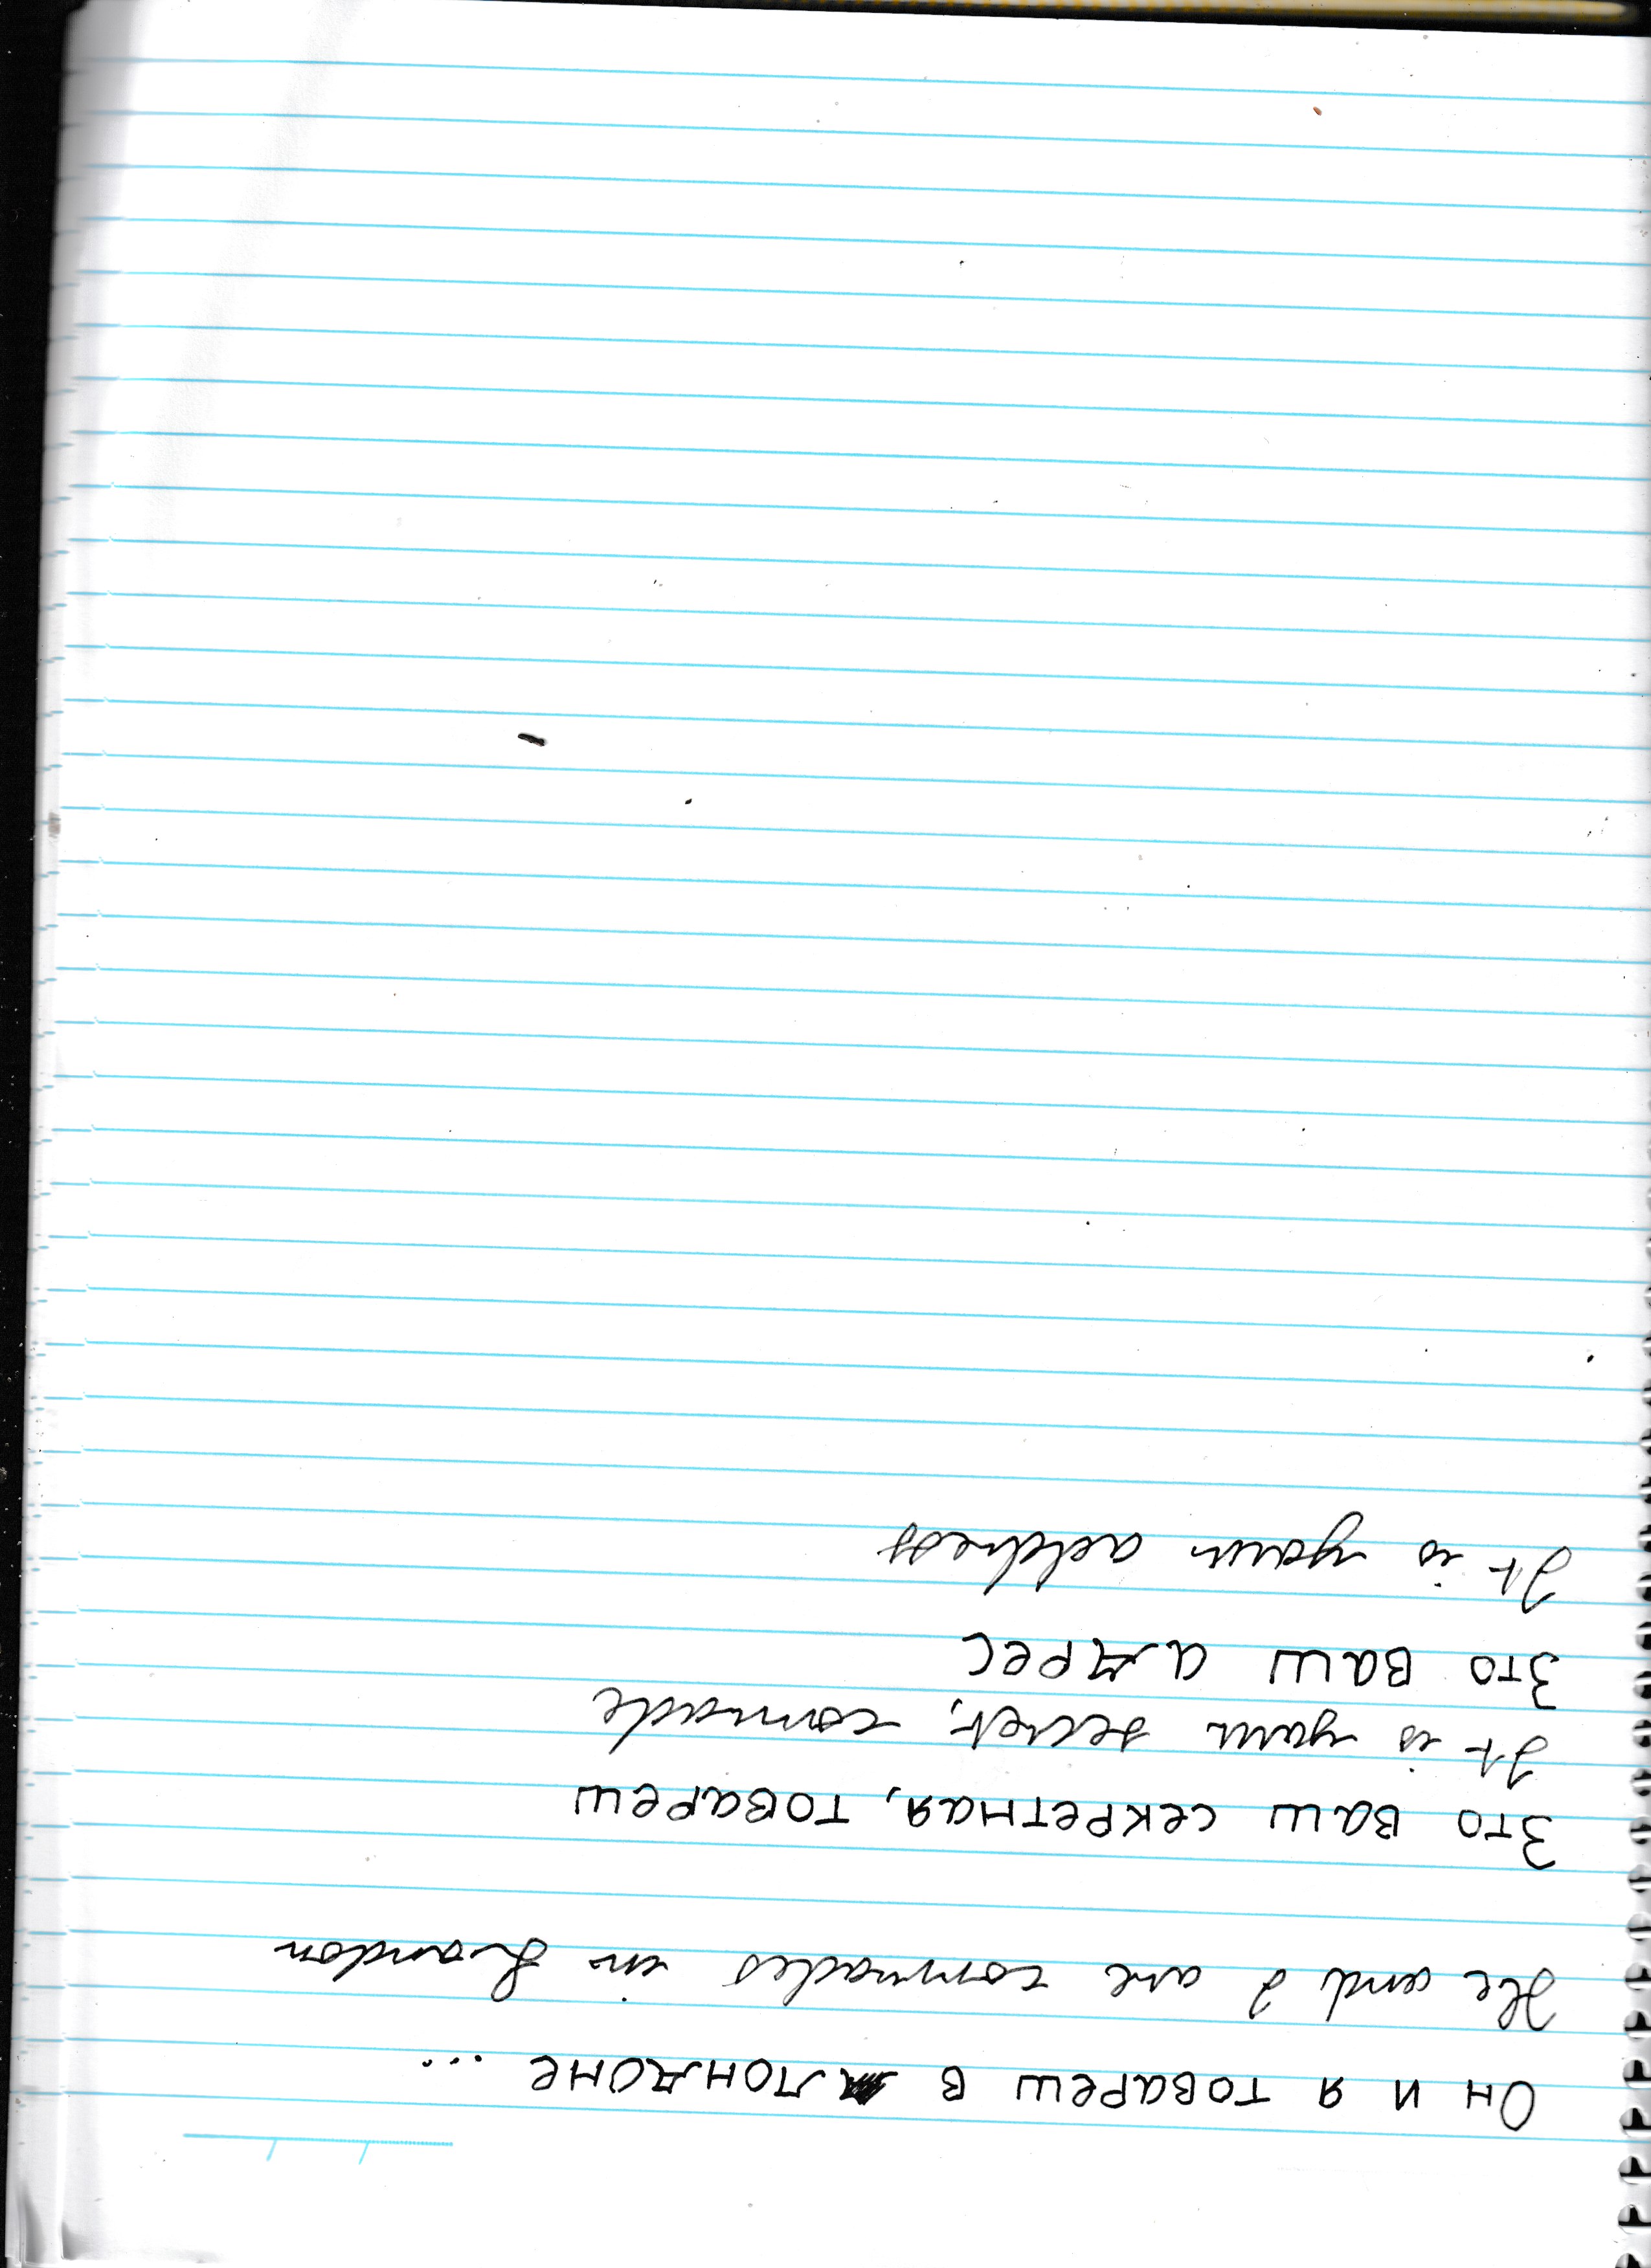 Он и я товареш в лондоне ...
He and I are comrades in London
Зто ваш секретная, товареш
It is your secret, comrade
Зто ваш адрес
It is your address